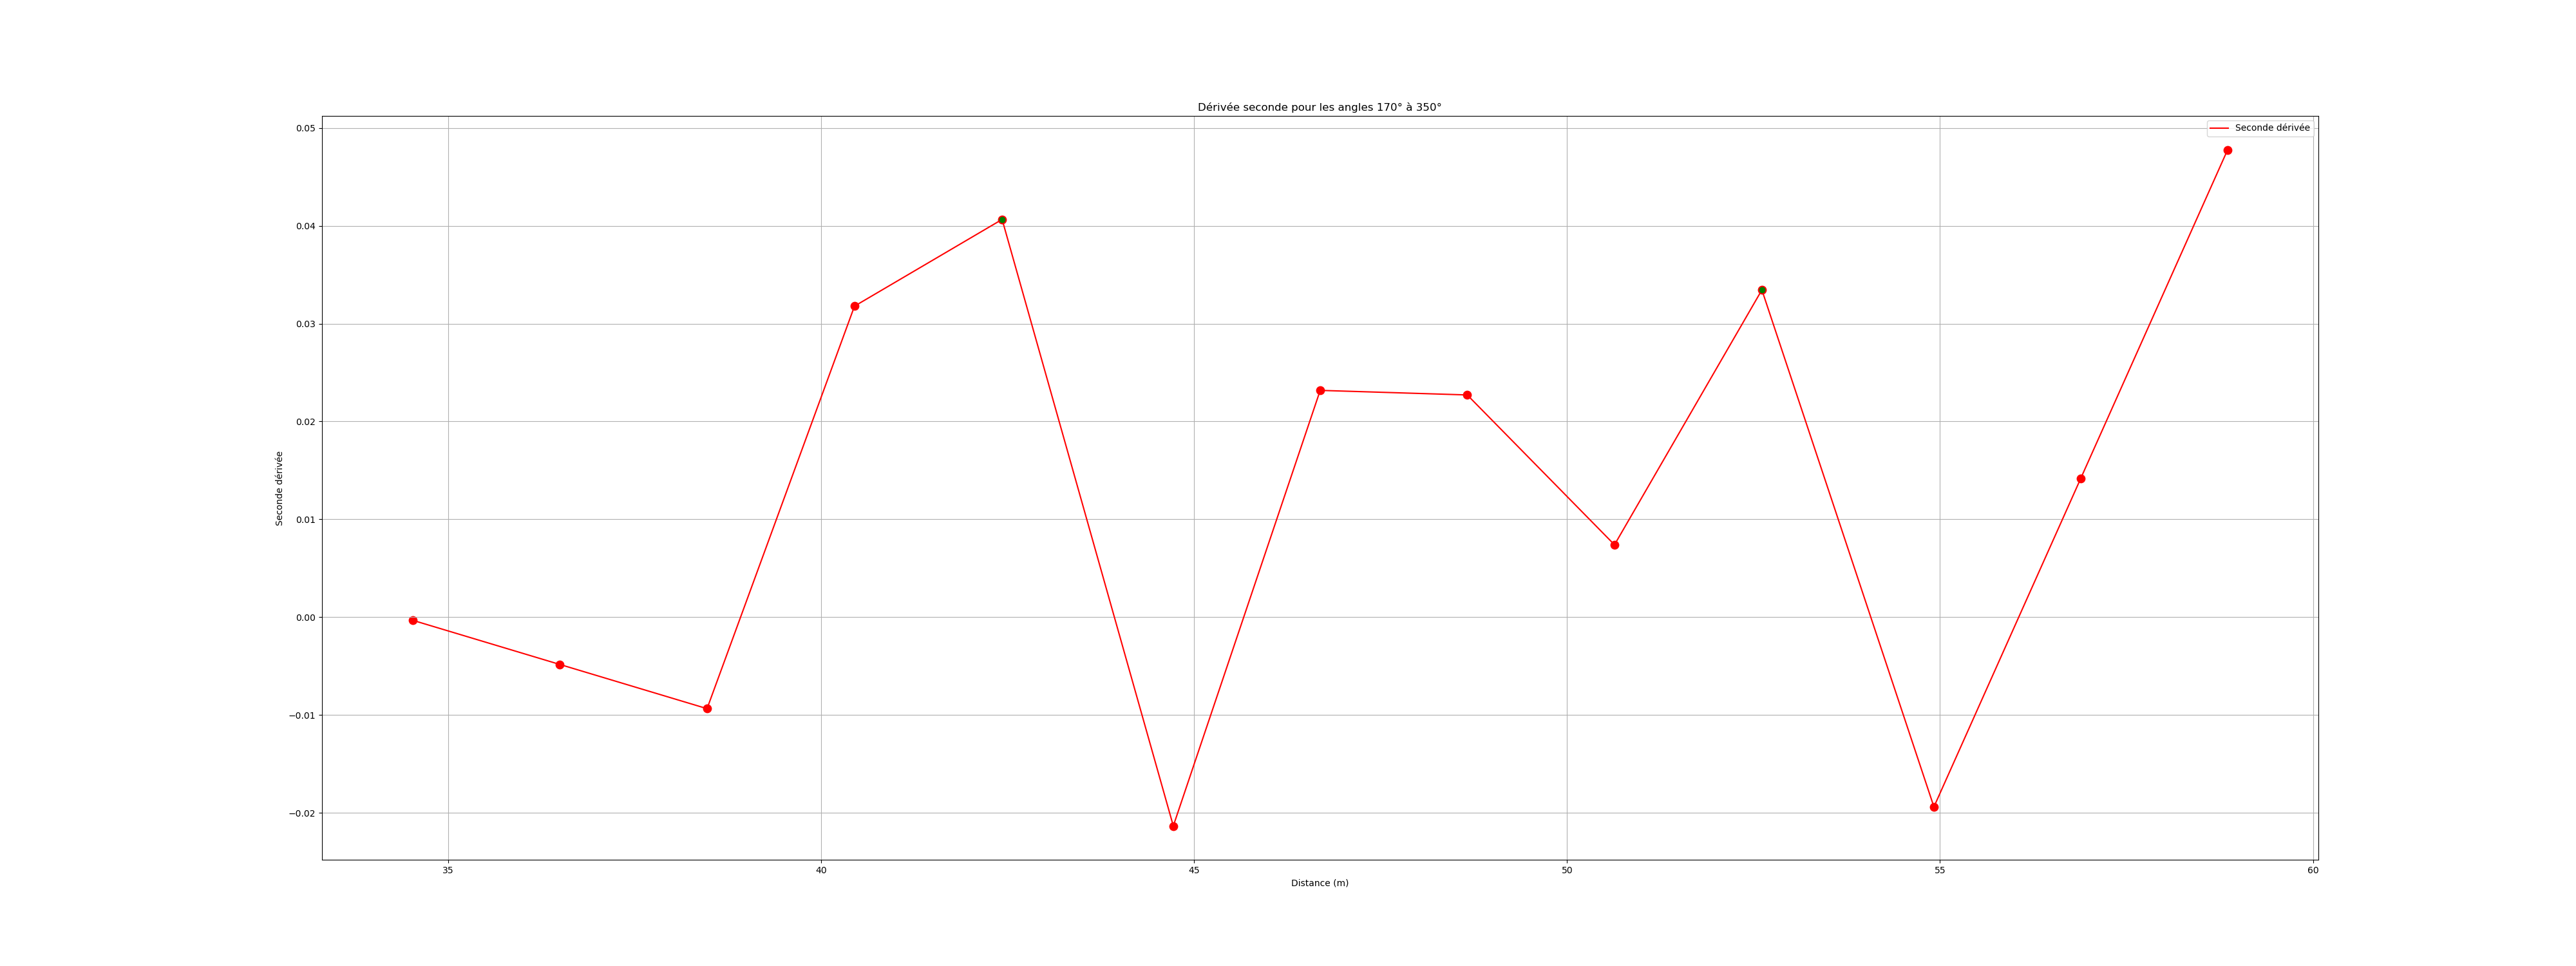 Dérivée seconde pour les angles 170° à 350°
Seconde dérivée
0.05
0.04
0.03
0.02
0.01
0.00
−0.01
−0.02
Seconde dérivée
35 40 45 50 55 60
Distance (m)